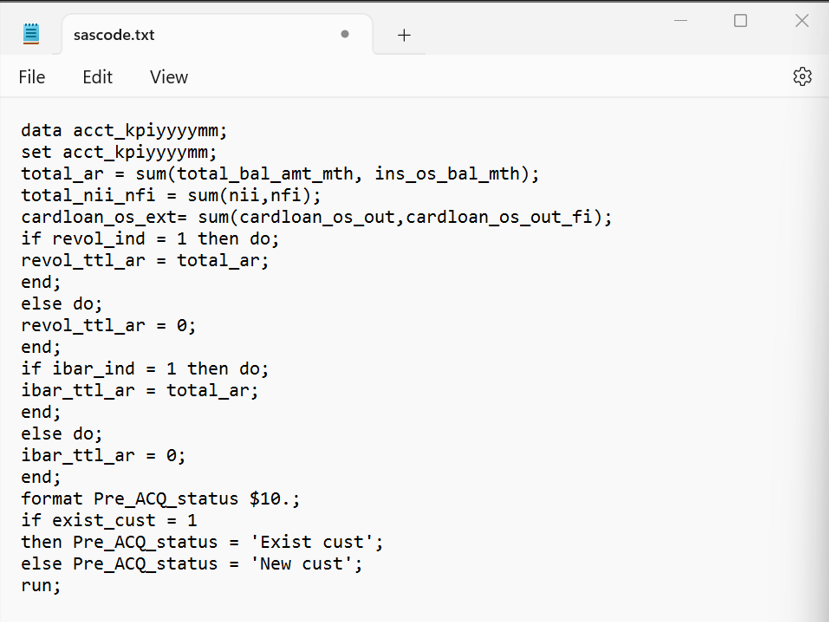 sascode.txt
File Edit View
data acct_kpiyyyymm;
set acct_kpiyyyymm;
total_ar = sum(total_bal_amt_mth, ins_os_bal_mth);
total_nii_nfi = sum(nii,nfi);
cardloan_os_ext= sum(cardloan_os_out,cardloan_os_out_fi);
if revol_ind = 1 then do;
revol_ttl_ar = total_ar;
end;
else do;
revol_ttl_ar = 0;
end;
if ibar_ind = 1 then do;
ibar_ttl_ar = total_ar;
end;
else do;
ibar_ttl_ar = 0;
end;
format Pre_ACQ_status $10.;
if exist_cust = 1
then Pre_ACQ_status = 'Exist cust';
else Pre_ACQ_status = 'New cust';
run;